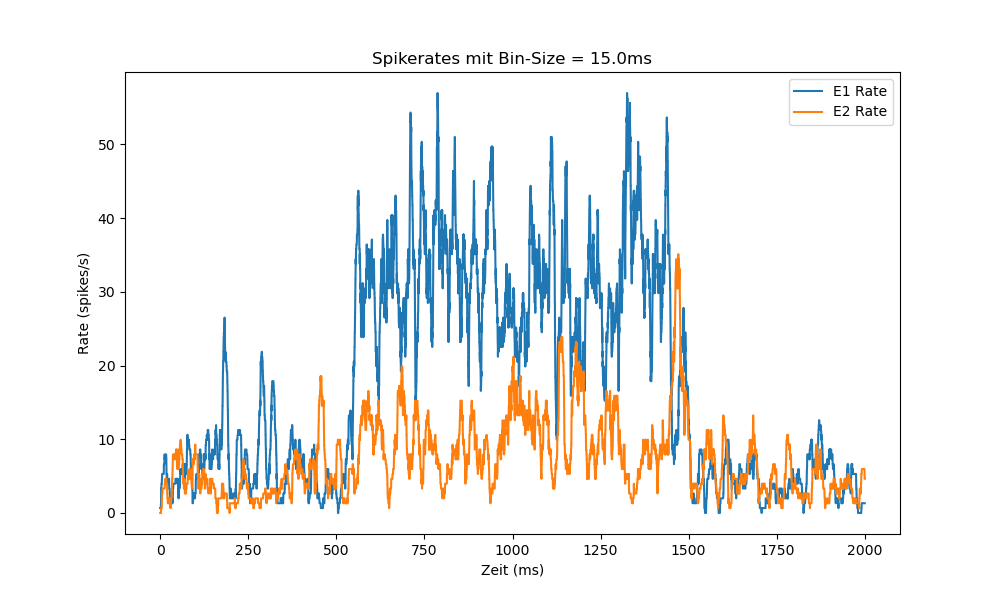 Spikerates mit Bin-Size = 15.0ms
E1 Rate
E2 Rate
50
40
30
20
10
0
Rate (spikes/s)
0 250 500 750 1000 1250 1500 1750 2000
Zeit (ms)